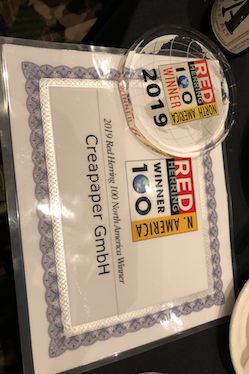 RED
HERRING
100
WINNER
NORTH AMERICA
2019
RED
HERRING
N. AMERICA
WINNER
100
2019 Red Herring 100 North America Winner
Creapaper GmbH